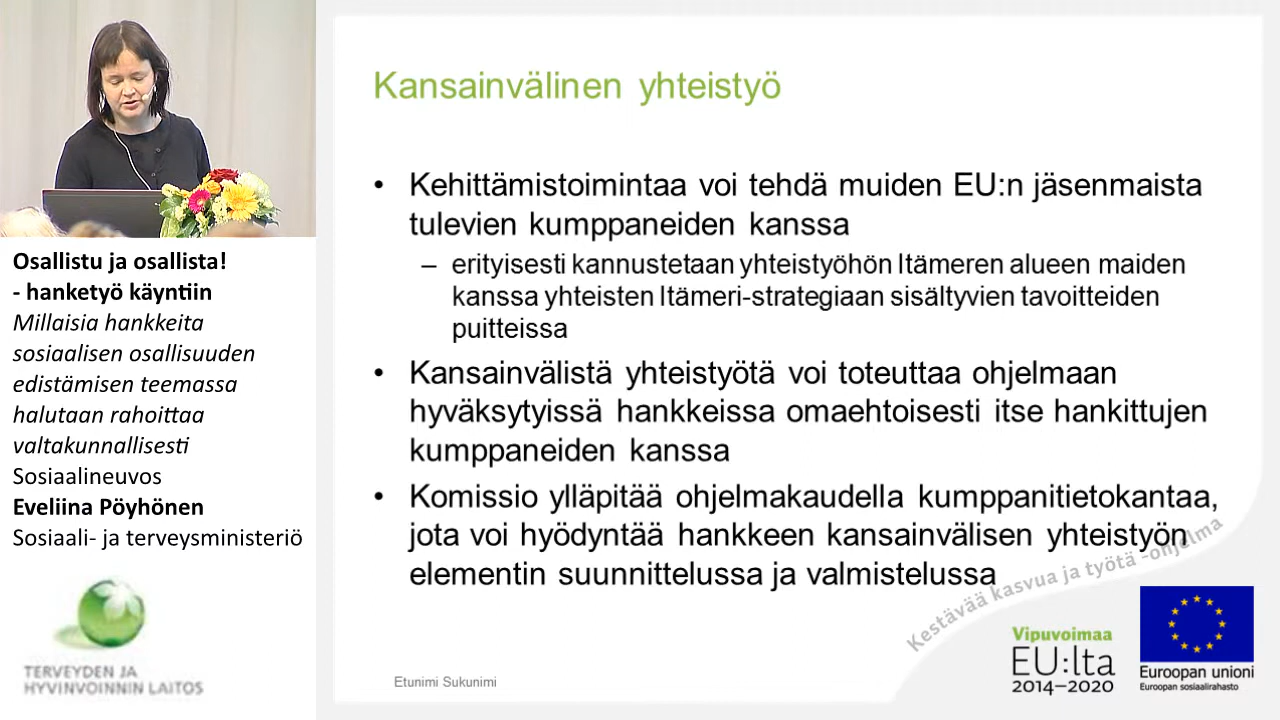 Osallistu ja osallista!
- hanketyö käyntiin
Millaisia hankkeita
sosiaalisen osallisuuden
edistämisen teemassa
halutaan rahoittaa
valtakunnallisesti
Sosiaalineuvos
Eveliina Pöyhönen
Sosiaali- ja terveysministeriö
TERVEYDEN JA
HYVINVOINNIN LAITOS
Kansainvälinen yhteistyö
• Kehittämistoimintaa voi tehdä muiden EU:n jäsenmaista
tulevien kumppaneiden kanssa
– erityisesti kannustetaan yhteistyöhön Itämeren alueen maiden
kanssa yhteisten Itämeri-strategiaan sisältyvien tavoitteiden
puitteissa
• Kansainvälistä yhteistyötä voi toteuttaa ohjelmaan
hyväksytyissä hankkeissa omaehtoisesti itse hankittujen
kumppaneiden kanssa
• Komissio ylläpitää ohjelmakaudella kumppanitietokantaa,
jota voi hyödyntää hankkeen kansainvälisen yhteistyön
elementin suunnittelussa ja valmistelussa
Kestävää kasvua ja työtä -ohjelma
Vipuvoimaa
EU:lta
2014–2020
Euroopan unioni
Euroopan sosiaalirahasto
Etunimi Sukunimi